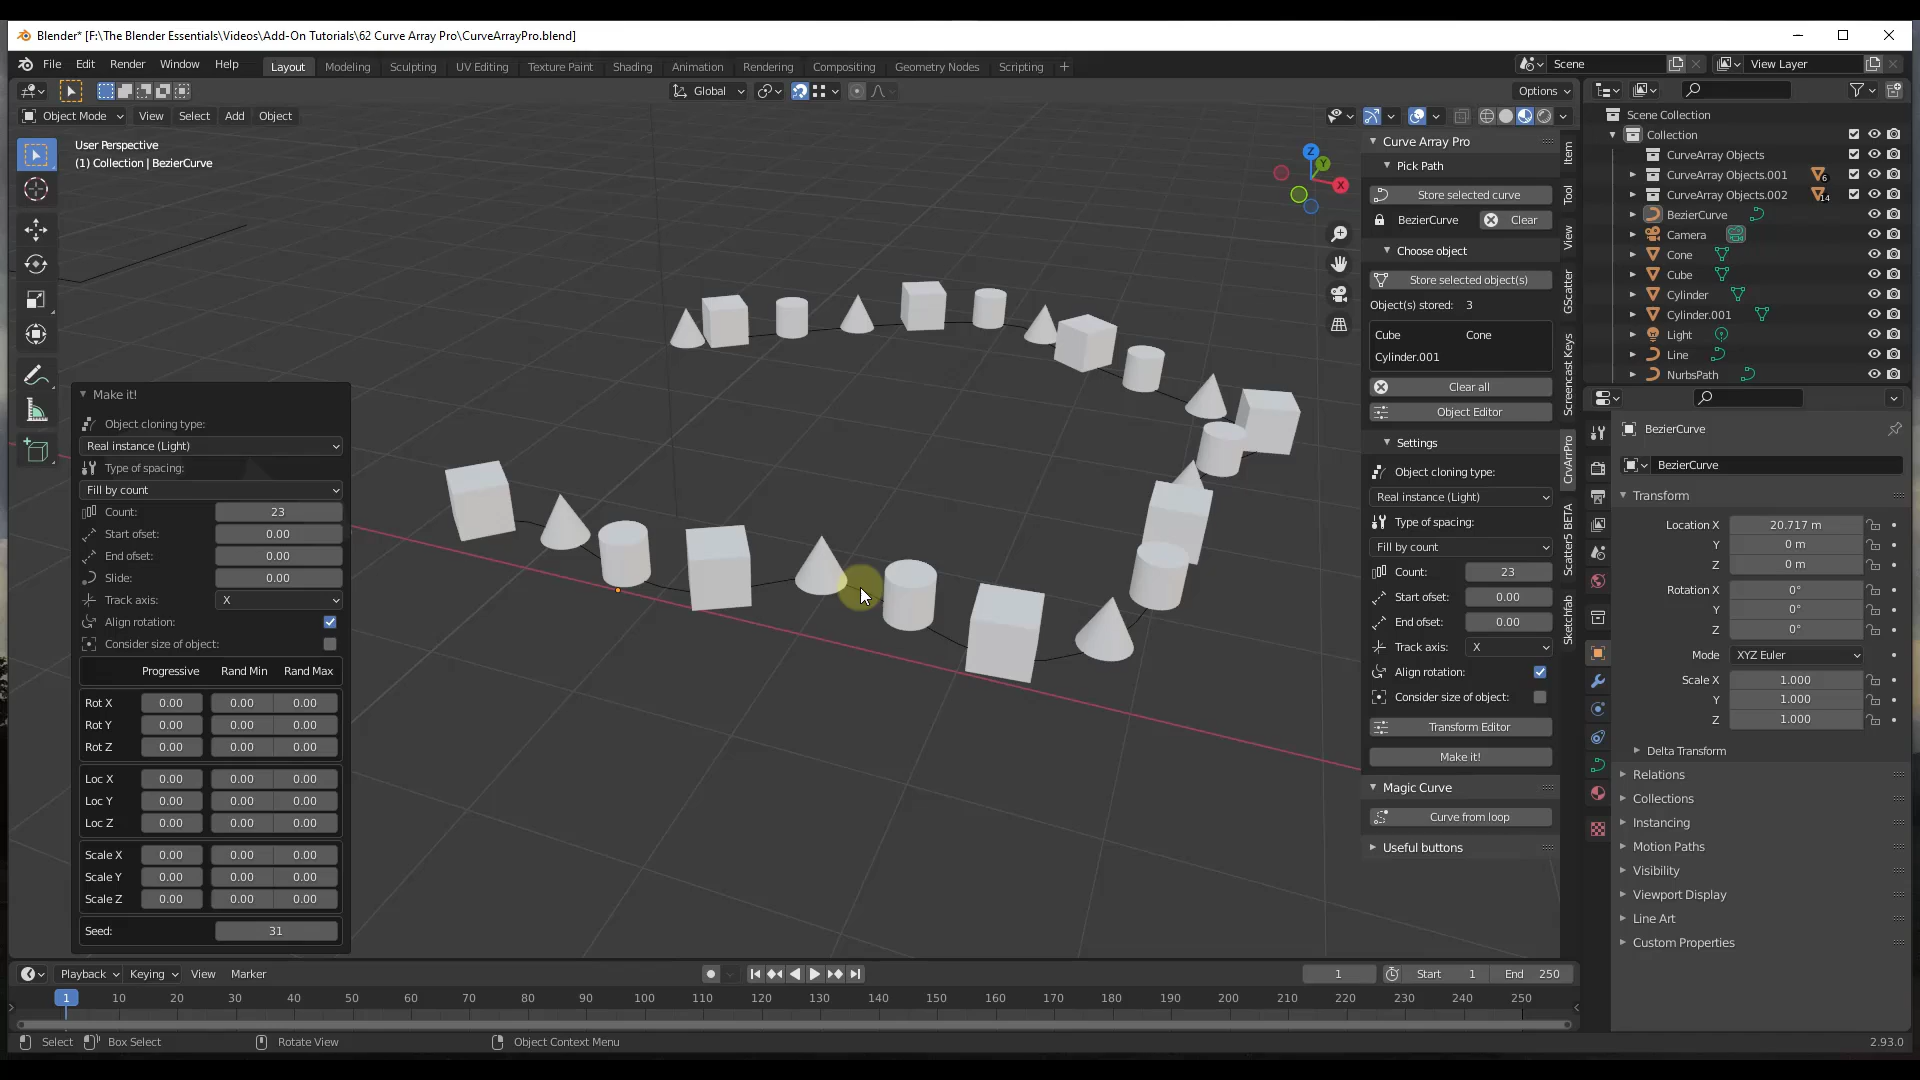 Blender* [F:\The Blender Essentials\Videos\Add-On Tutorials\62 Curve Array Pro\CurveArrayPro.blend]
File Edit Render Window Help Layout Modeling Sculpting UV Editing Texture Paint Shading Animation Rendering Compositing Geometry Nodes Scripting + Scene View Layer
Global Options
Object Mode View Select Add Object
User Perspective
(1) Collection | BezierCurve
Z
Y
X
Make it!
Object cloning type:
Real instance (Light)
Type of spacing:
Fill by count
Count: 23
Start ofset: 0.00
End ofset: 0.00
Slide: 0.00
Track axis: X
Align rotation:
Consider size of object:
Progressive Rand Min Rand Max
Rot X 0.00 0.00 0.00
Rot Y 0.00 0.00 0.00
Rot Z 0.00 0.00 0.00
Loc X 0.00 0.00 0.00
Loc Y 0.00 0.00 0.00
Loc Z 0.00 0.00 0.00
Scale X 0.00 0.00 0.00
Scale Y 0.00 0.00 0.00
Scale Z 0.00 0.00 0.00
Seed: 31
Curve Array Pro
Pick Path
Store selected curve
BezierCurve Clear
Choose object
Store selected object(s)
Object(s) stored: 3
Cube Cone
Cylinder.001
Clear all
Object Editor
Settings
Object cloning type:
Real instance (Light)
Type of spacing:
Fill by count
Count: 23
Start ofset: 0.00
End ofset: 0.00
Track axis: X
Align rotation:
Consider size of object:
Transform Editor
Make it!
Magic Curve
Curve from loop
Useful buttons
Item
Tool
View
GScatter
Screencast Keys
CrvArrPro
Scatter5 BETA
Sketchfab
Scene Collection
Collection
CurveArray Objects
CurveArray Objects.001 6
CurveArray Objects.002 14
BezierCurve
Camera
Cone
Cube
Cylinder
Cylinder.001
Light
Line
NurbsPath
BezierCurve
BezierCurve
Transform
Location X 20.717 m
Y 0 m
Z 0 m
Rotation X 0°
Y 0°
Z 0°
Mode XYZ Euler
Scale X 1.000
Y 1.000
Z 1.000
Delta Transform
Relations
Collections
Instancing
Motion Paths
Visibility
Viewport Display
Line Art
Custom Properties
Playback Keying View Marker 1 Start 1 End 250
1 10 20 30 40 50 60 70 80 90 100 110 120 130 140 150 160 170 180 190 200 210 220 230 240 250
Select Box Select Rotate View Object Context Menu 2.93.0